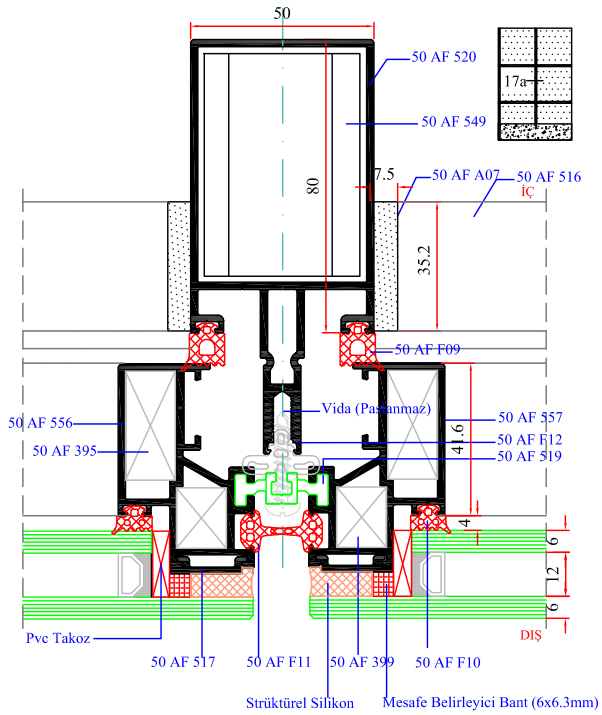 50
50 AF 520
17a
50 AF 549
7.5
50 AF A07
50 AF 516
İÇ
80
35.2
50 AF F09
Vida (Paslanmaz)
50 AF 556
50 AF 557
50 AF 395
50 AF F12
41.6
50 AF 519
4
6
12
6
Pvc Takoz
DIŞ
50 AF 517
50 AF F11
50 AF 399
50 AF F10
Strüktürel Silikon
Mesafe Belirleyici Bant (6x6.3mm)